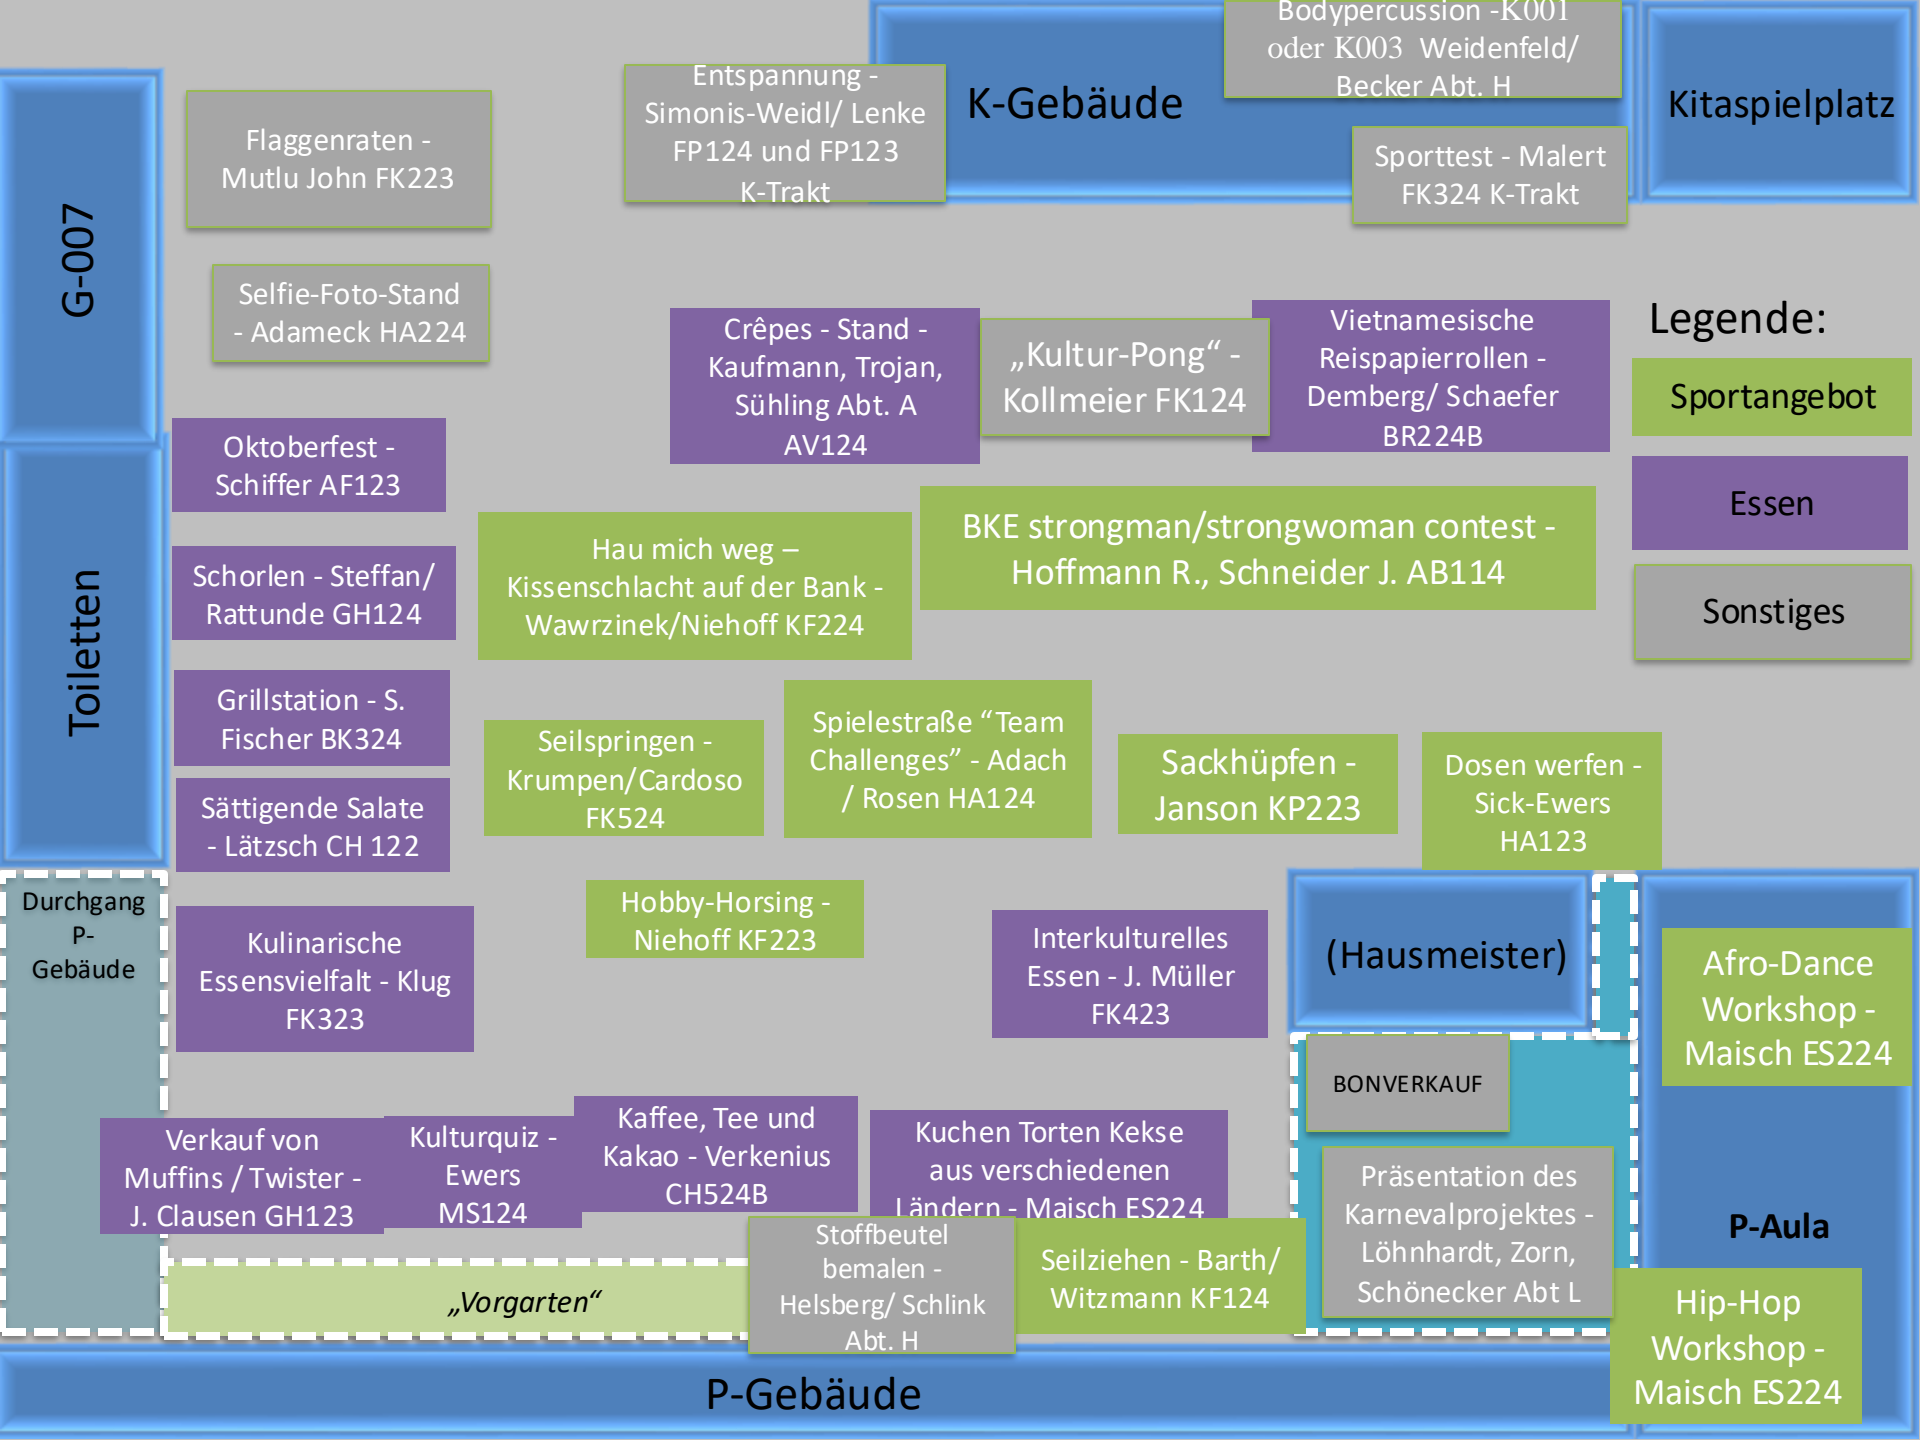 Bodypercussion -K001
oder K003 Weidenfeld/
Becker Abt. H
Entspannung -
Simonis-Weidl/ Lenke
FP124 und FP123
K-Trakt
K-Gebäude
Kitaspielplatz
Sporttest - Malert
FK324 K-Trakt
G-007
Flaggenraten -
Mutlu John FK223
Selfie-Foto-Stand
- Adameck HA224
Crêpes - Stand -
Kaufmann, Trojan,
Sühling Abt. A
AV124
„Kultur-Pong“ -
Kollmeier FK124
Vietnamesische
Reispapierrollen -
Demberg/ Schaefer
BR224B
Legende:
Sportangebot
Essen
Sonstiges
Toiletten
Oktoberfest -
Schiffer AF123
Schorlen - Steffan/
Rattunde GH124
Hau mich weg –
Kissenschlacht auf der Bank -
Wawrzinek/Niehoff KF224
BKE strongman/strongwoman contest -
Hoffmann R., Schneider J. AB114
Grillstation - S.
Fischer BK324
Sättigende Salate
- Lätzsch CH 122
Seilspringen -
Krumpen/Cardoso
FK524
Spielestraße “Team
Challenges” - Adach
/ Rosen HA124
Sackhüpfen -
Janson KP223
Dosen werfen -
Sick-Ewers
HA123
Durchgang
P-
Gebäude
Kulinarische
Essensvielfalt - Klug
FK323
Hobby-Horsing -
Niehoff KF223
Interkulturelles
Essen - J. Müller
FK423
(Hausmeister)
Afro-Dance
Workshop -
Maisch ES224
BONVERKAUF
Verkauf von
Muffins / Twister -
J. Clausen GH123
Kulturquiz -
Ewers
MS124
Kaffee, Tee und
Kakao - Verkenius
CH524B
Kuchen Torten Kekse
aus verschiedenen
Ländern - Maisch ES224
Präsentation des
Karnevalprojektes -
Löhnhardt, Zorn,
Schönecker Abt L
P-Aula
„Vorgarten“
Stoffbeutel
bemalen -
Helsberg/ Schlink
Abt. H
Seilziehen - Barth/
Witzmann KF124
Hip-Hop
Workshop -
Maisch ES224
P-Gebäude